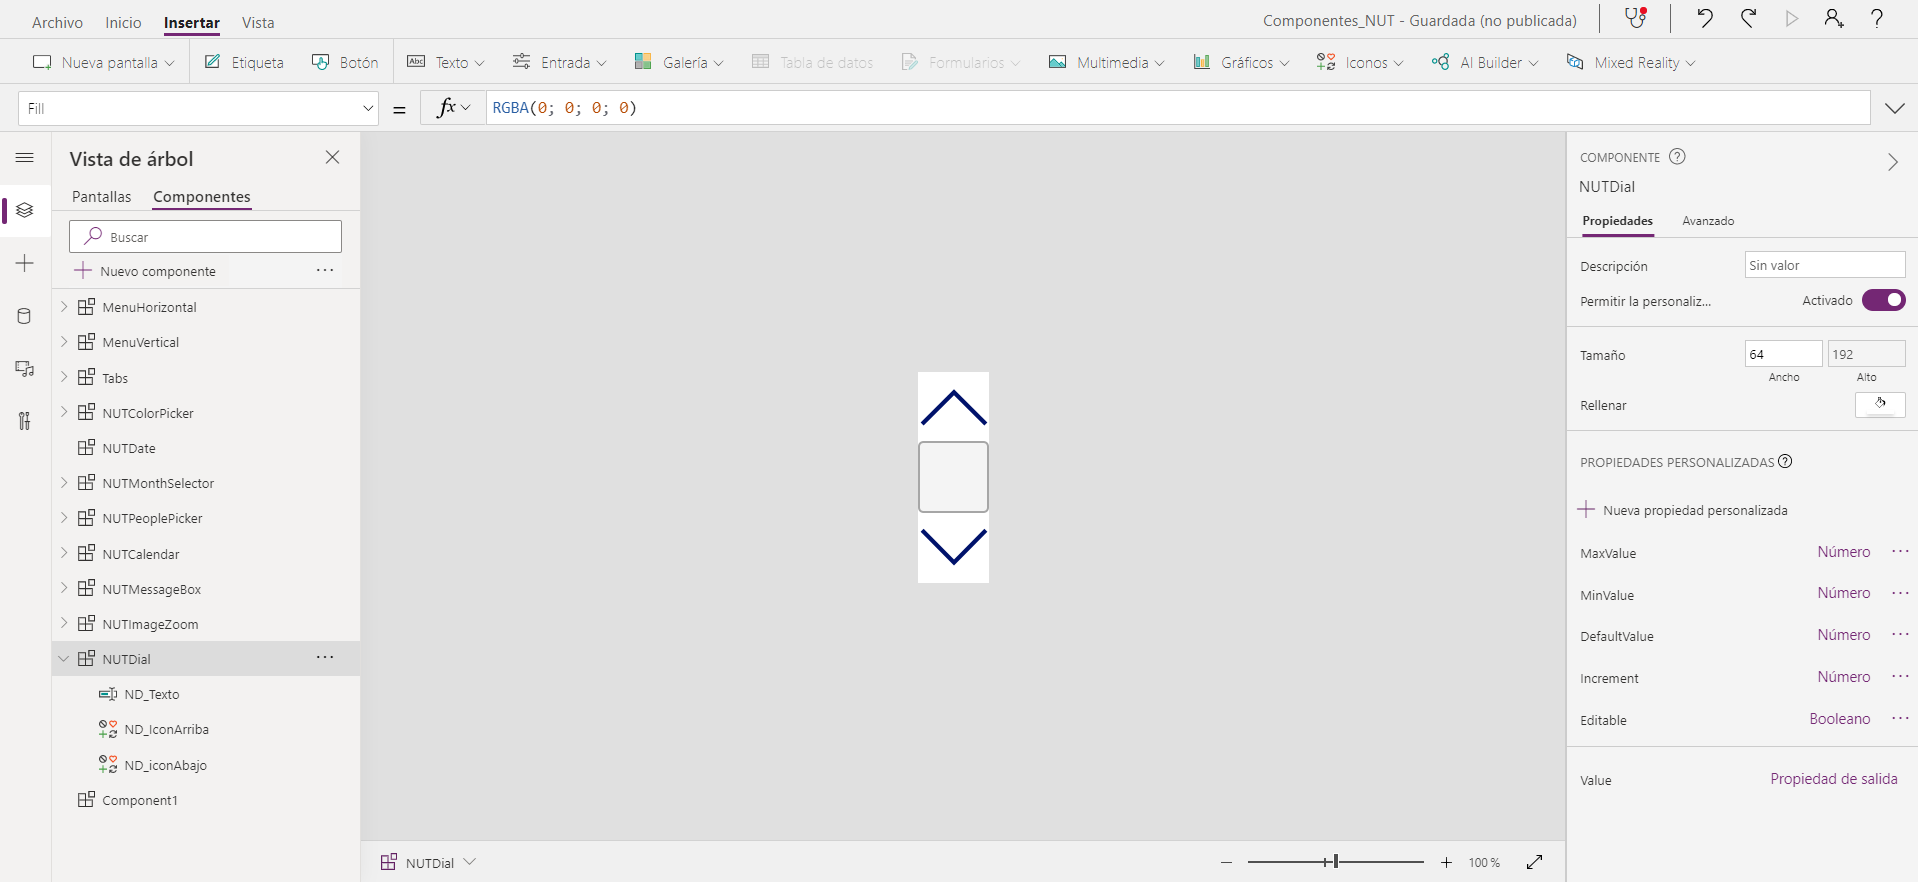 Archivo Inicio Insertar Vista
Componentes_NUT - Guardada (no publicada)
Nueva pantalla Etiqueta Botón Abc Texto Entrada Galería Tabla de datos Formularios Multimedia Gráficos Iconos AI Builder Mixed Reality
Fill = fx RGBA(0; 0; 0; 0)
Vista de árbol
Pantallas Componentes
Buscar
Nuevo componente
MenuHorizontal
MenuVertical
Tabs
NUTColorPicker
NUTDate
NUTMonthSelector
NUTPeoplePicker
NUTCalendar
NUTMessageBox
NUTImageZoom
NUTDial
ND_Texto
ND_IconArriba
ND_iconAbajo
Component1
NUTDial
100 %
COMPONENTE
NUTDial
Propiedades Avanzado
Descripción Sin valor
Permitir la personaliz... Activado
Tamaño 64 192
Ancho Alto
Rellenar
PROPIEDADES PERSONALIZADAS
Nueva propiedad personalizada
MaxValue Número
MinValue Número
DefaultValue Número
Increment Número
Editable Booleano
Value Propiedad de salida